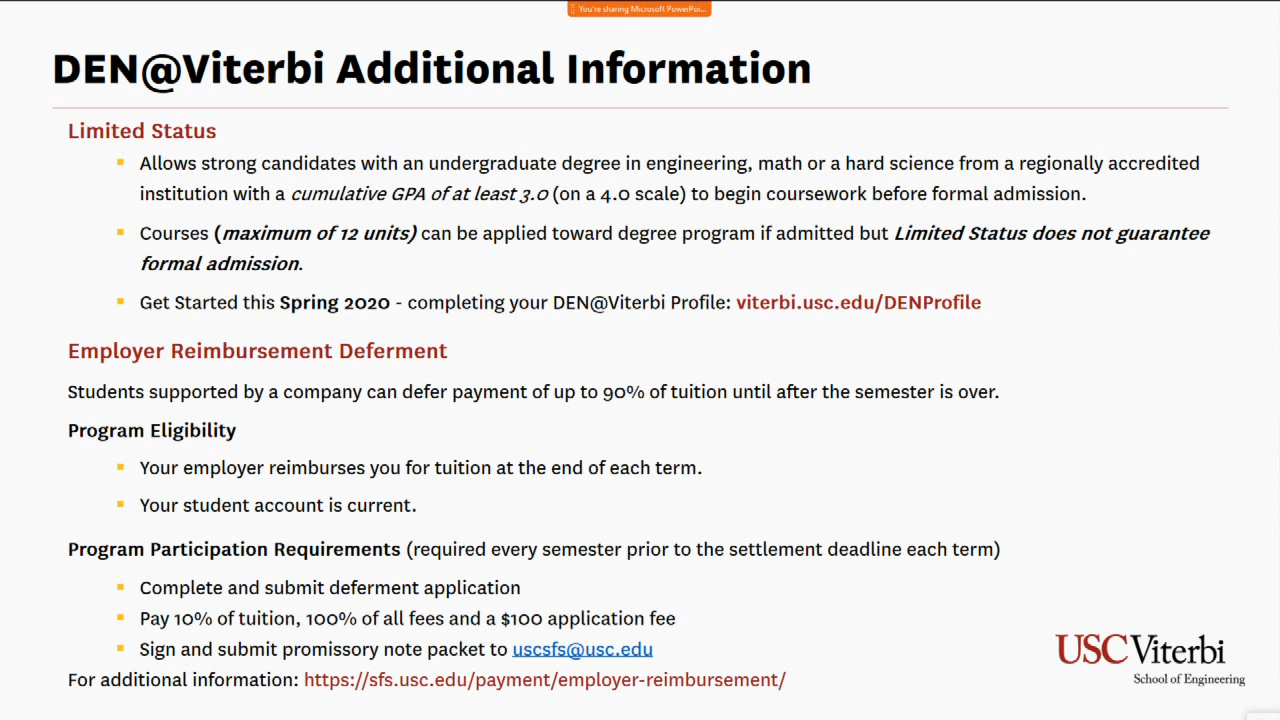 You're sharing Microsoft PowerPoi...
DEN@Viterbi Additional Information
Limited Status
Allows strong candidates with an undergraduate degree in engineering, math or a hard science from a regionally accredited
institution with a cumulative GPA of at least 3.0 (on a 4.0 scale) to begin coursework before formal admission.
Courses (maximum of 12 units) can be applied toward degree program if admitted but Limited Status does not guarantee
formal admission.
Get Started this Spring 2020 - completing your DEN@Viterbi Profile: viterbi.usc.edu/DENProfile
Employer Reimbursement Deferment
Students supported by a company can defer payment of up to 90% of tuition until after the semester is over.
Program Eligibility
Your employer reimburses you for tuition at the end of each term.
Your student account is current.
Program Participation Requirements (required every semester prior to the settlement deadline each term)
Complete and submit deferment application
Pay 10% of tuition, 100% of all fees and a $100 application fee
Sign and submit promissory note packet to uscsfs@usc.edu
For additional information: https://sfs.usc.edu/payment/employer-reimbursement/
USC Viterbi
School of Engineering